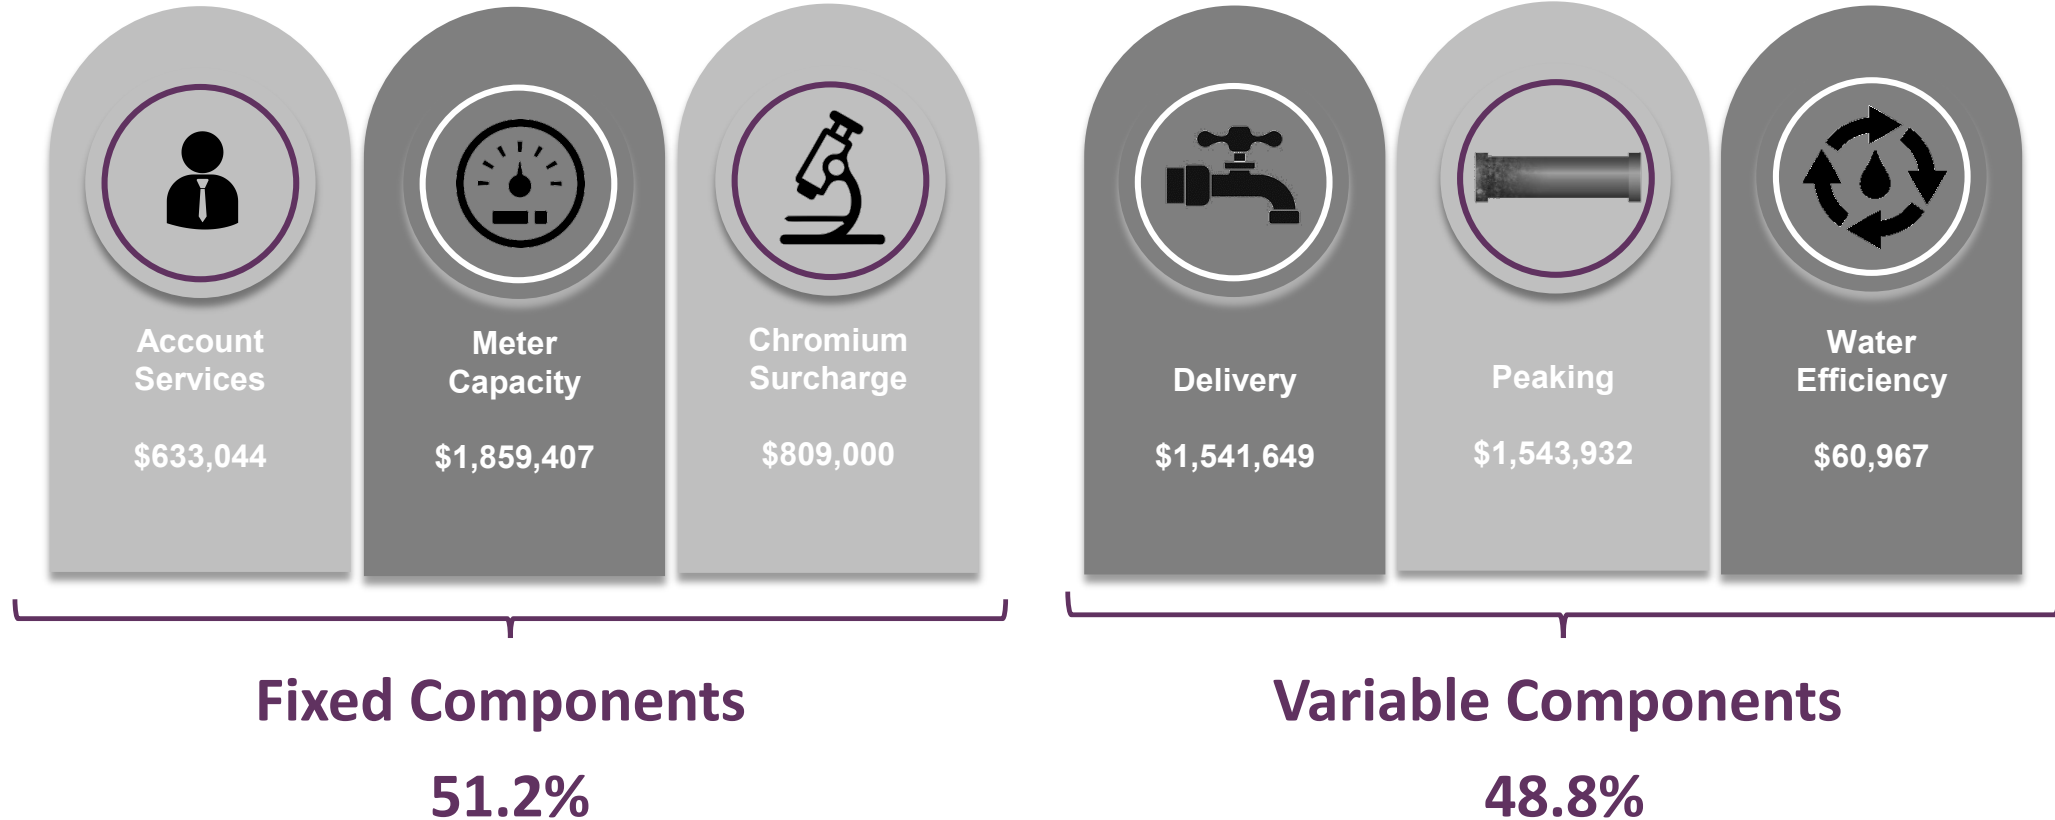 Account
Services
$633,044
Meter
Capacity
$1,859,407
Chromium
Surcharge
$809,000
Delivery
$1,541,649
Peaking
$1,543,932
Water
Efficiency
$60,967
Fixed Components
51.2%
Variable Components
48.8%